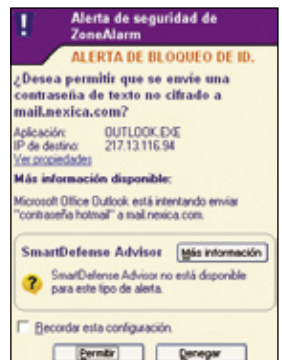 !
Alerta de seguridad de
ZoneAlarm
ALERTA DE BLOQUEO DE ID.
¿Desea permitir que se envíe una
contraseña de texto no cifrado a
mail.nexica.com?
Aplicación: OUTLOOK.EXE
IP de destino: 217.13.116.94
Ver propiedades
Más información disponible:
Microsoft Office Outlook está intentando enviar
"contraseña hotmail" a mail.nexica.com.
SmartDefense Advisor Más información
? SmartDefense Advisor no está disponible
para este tipo de alerta.
Recordar esta configuración.
Permitir Denegar